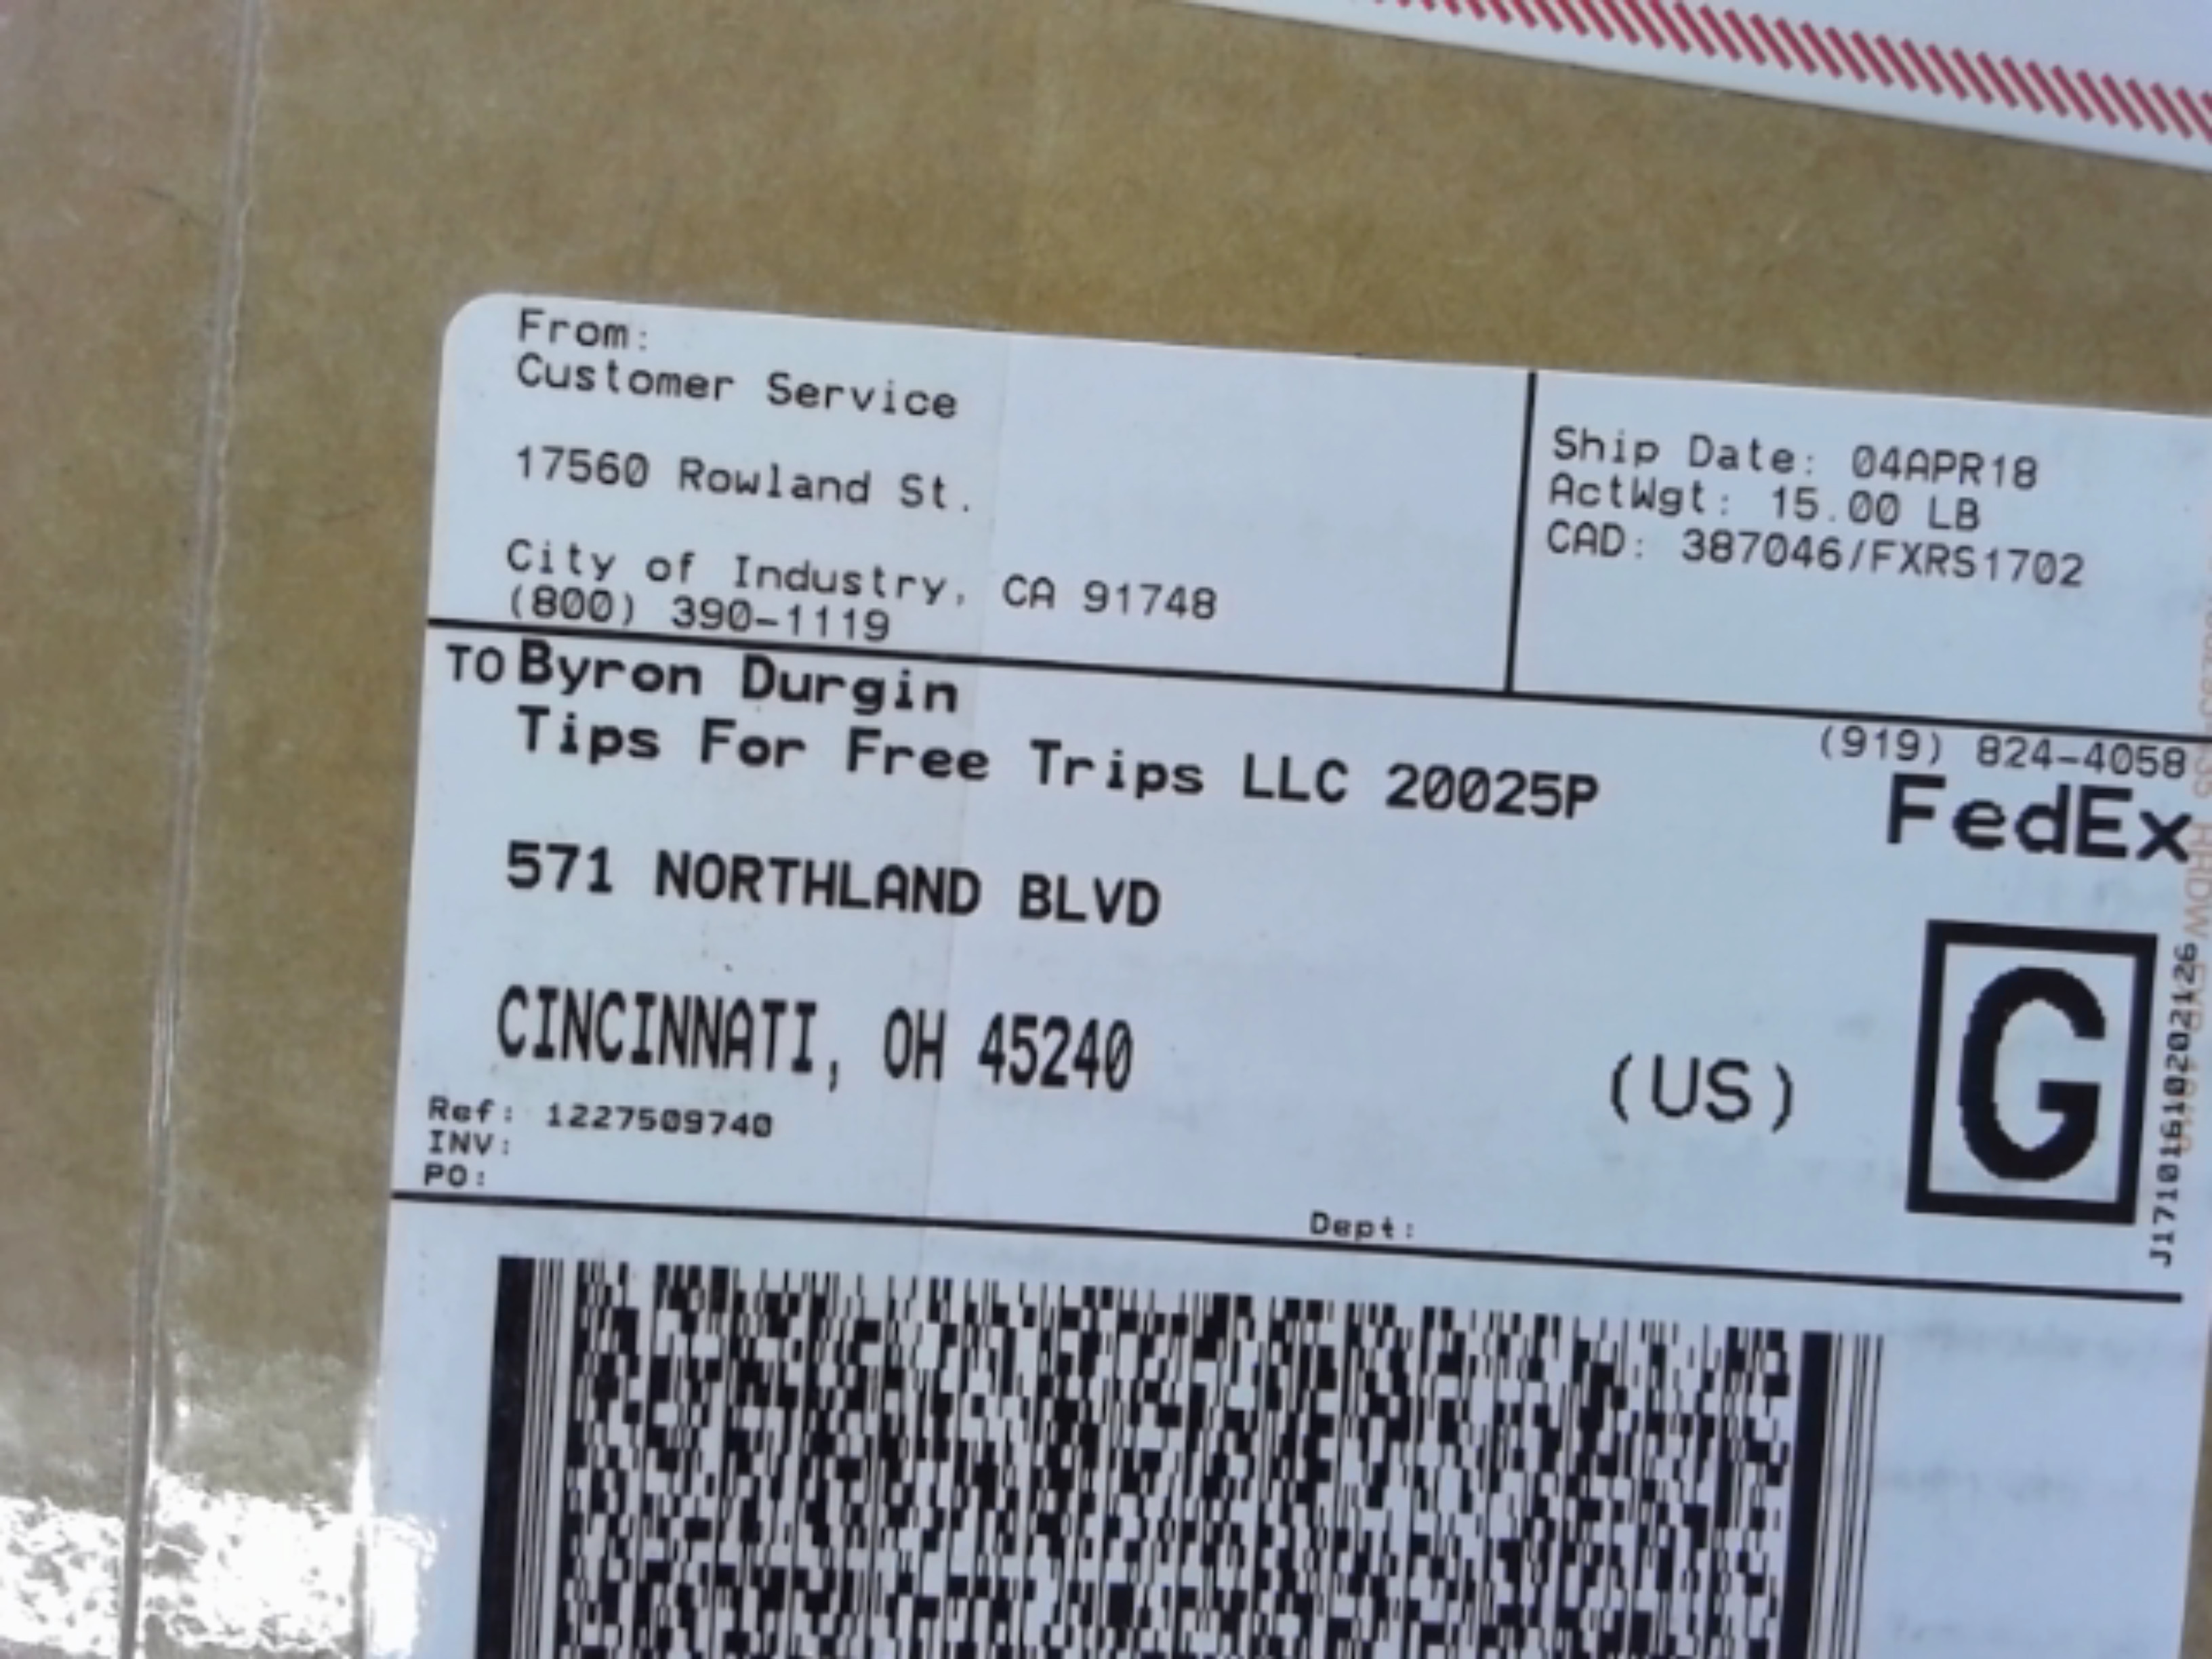 From:
Customer Service
17560 Rowland St.
City of Industry, CA 91748
(800) 390-1119
Ship Date: 04APR18
ActWgt: 15.00 LB
CAD: 387046/FXRS1702
TO Byron Durgin
Tips For Free Trips LLC 20025P
(919) 824-4058
FedEx
571 NORTHLAND BLVD
CINCINNATI, OH 45240
(US)
G
J17101610202126
Ref: 1227509740
INV:
PO:
Dept: